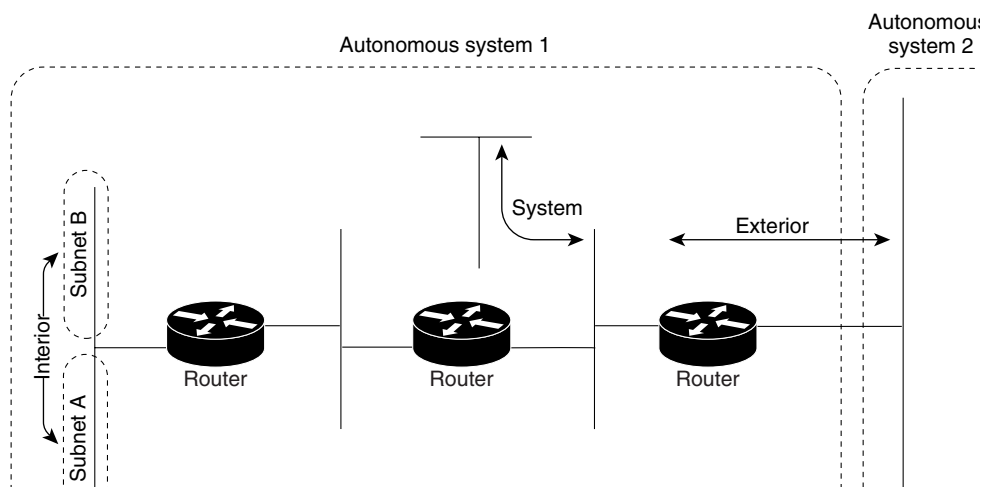 Autonomous system 1
Autonomous
system 2
System
Exterior
Subnet B
Interior
Subnet A
Router
Router
Router